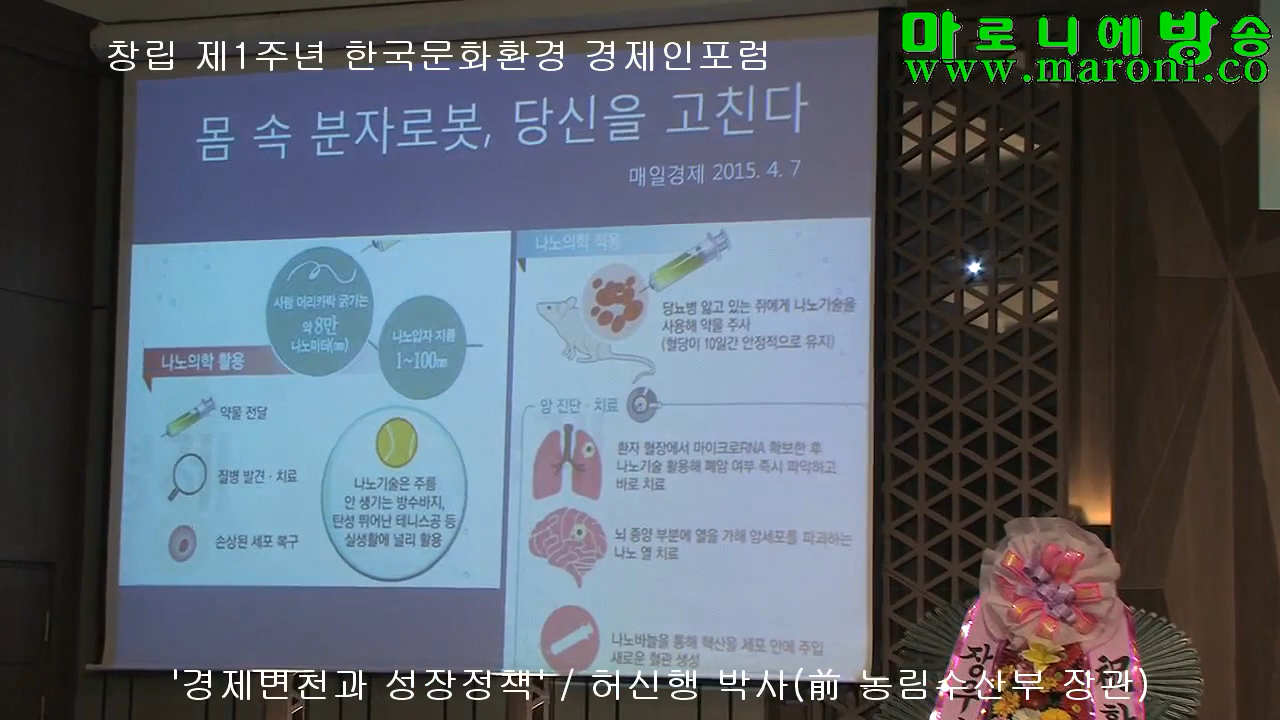 창립 제1주년 한국문화환경 경제인포럼
마로니에방송
www.maroni.co
몸 속 분자로봇, 당신을 고친다
매일경제 2015. 4. 7
사람 머리카락 굵기는
약 8만
나노미터(nm)
나노입자 지름
1~100nm
나노의학 활용
약물 전달
질병 발견·치료
손상된 세포 복구
나노기술은 주름
안 생기는 방수바지,
탄성 뛰어난 테니스공 등
실생활에 널리 활용
나노의학 적용
당뇨병 앓고 있는 쥐에게 나노기술을
사용해 약물 주사
(혈당이 10일간 안정적으로 유지)
암 진단·치료
환자 혈장에서 마이크로RNA 확보한 후
나노기술 활용해 폐암 여부 즉시 파악하고
바로 치료
뇌 종양 부분에 열을 가해 암세포를 파괴하는
나노 열 치료
나노바늘을 통해 핵산을 세포 안에 주입
새로운 혈관 생성
'경제변천과 성장정책' / 허신행 박사(前 농림수산부 장관)